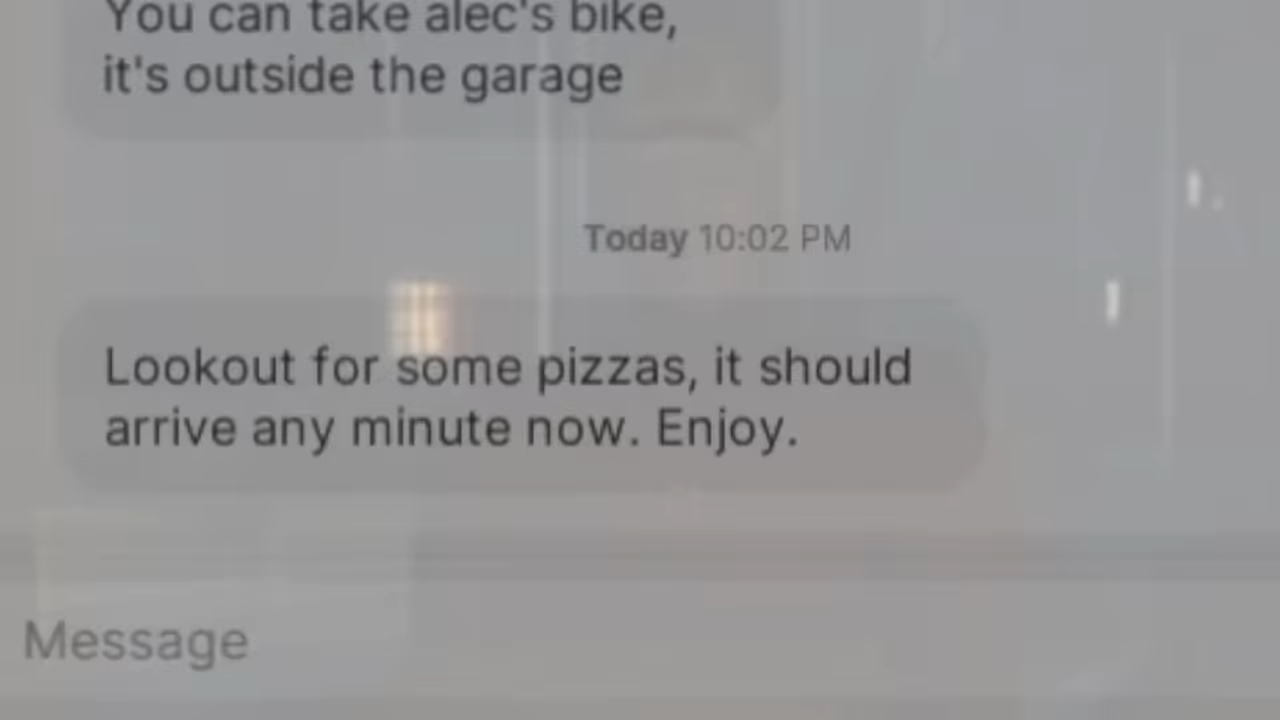 You can take alec's bike,
it's outside the garage
Today 10:02 PM
Lookout for some pizzas, it should
arrive any minute now. Enjoy.
Message